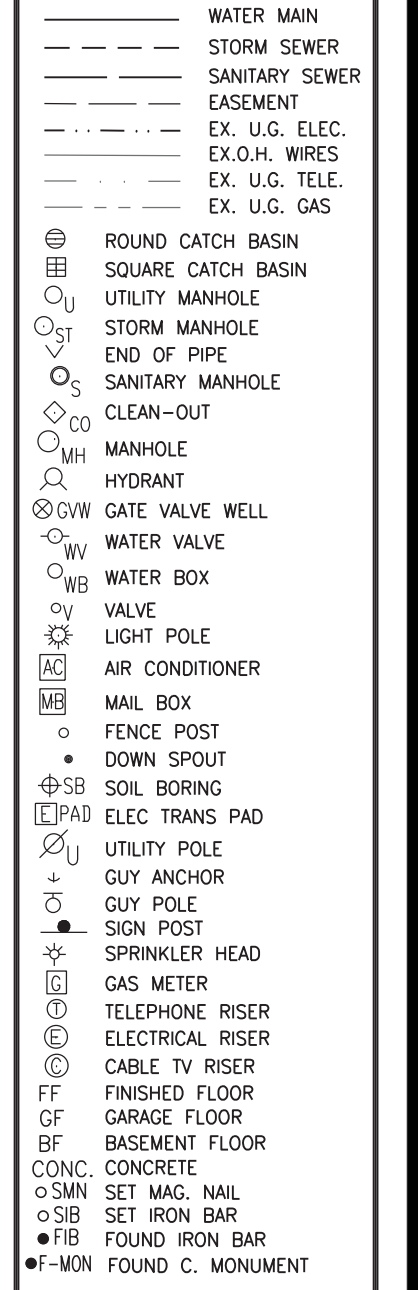 WATER MAIN
STORM SEWER
SANITARY SEWER
EASEMENT
EX. U.G. ELEC.
EX.O.H. WIRES
EX. U.G. TELE.
EX. U.G. GAS
ROUND CATCH BASIN
SQUARE CATCH BASIN
U UTILITY MANHOLE
ST STORM MANHOLE
END OF PIPE
S SANITARY MANHOLE
CO CLEAN-OUT
MH MANHOLE
HYDRANT
GVW GATE VALVE WELL
WV WATER VALVE
WB WATER BOX
V VALVE
LIGHT POLE
AC AIR CONDITIONER
MB MAIL BOX
FENCE POST
DOWN SPOUT
SB SOIL BORING
E PAD ELEC TRANS PAD
U UTILITY POLE
GUY ANCHOR
GUY POLE
SIGN POST
SPRINKLER HEAD
G GAS METER
T TELEPHONE RISER
E ELECTRICAL RISER
C CABLE TV RISER
FF FINISHED FLOOR
GF GARAGE FLOOR
BF BASEMENT FLOOR
CONC. CONCRETE
SMN SET MAG. NAIL
SIB SET IRON BAR
FIB FOUND IRON BAR
F-MON FOUND C. MONUMENT